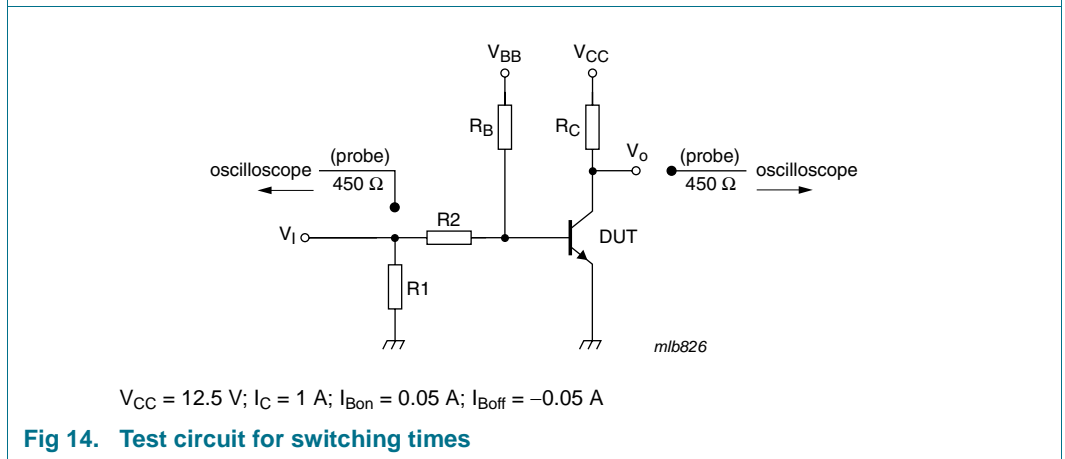 VBB
VCC
RB
RC
Vo
(probe)
oscilloscope
450 Ω
(probe)
oscilloscope
450 Ω
R2
VI
DUT
R1
mlb826
VCC = 12.5 V; IC = 1 A; IBon = 0.05 A; IBoff = −0.05 A
Fig 14. Test circuit for switching times